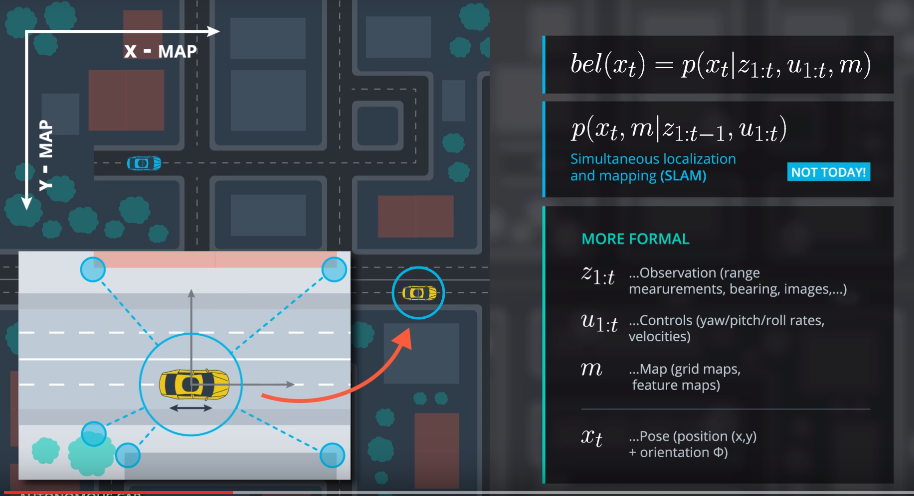 X - MAP
Y - MAP
bel(x_t) = p(x_t|z_{1:t}, u_{1:t}, m)
p(x_t, m|z_{1:t-1}, u_{1:t})
Simultaneous localization
and mapping (SLAM)
NOT TODAY!
MORE FORMAL
z_{1:t} ...Observation (range
mearurements, bearing, images,...)
u_{1:t} ...Controls (yaw/pitch/roll rates,
velocities)
m ...Map (grid maps,
feature maps)
x_t ...Pose (position (x,y)
+ orientation Φ)
AUTONOMOUS CAR